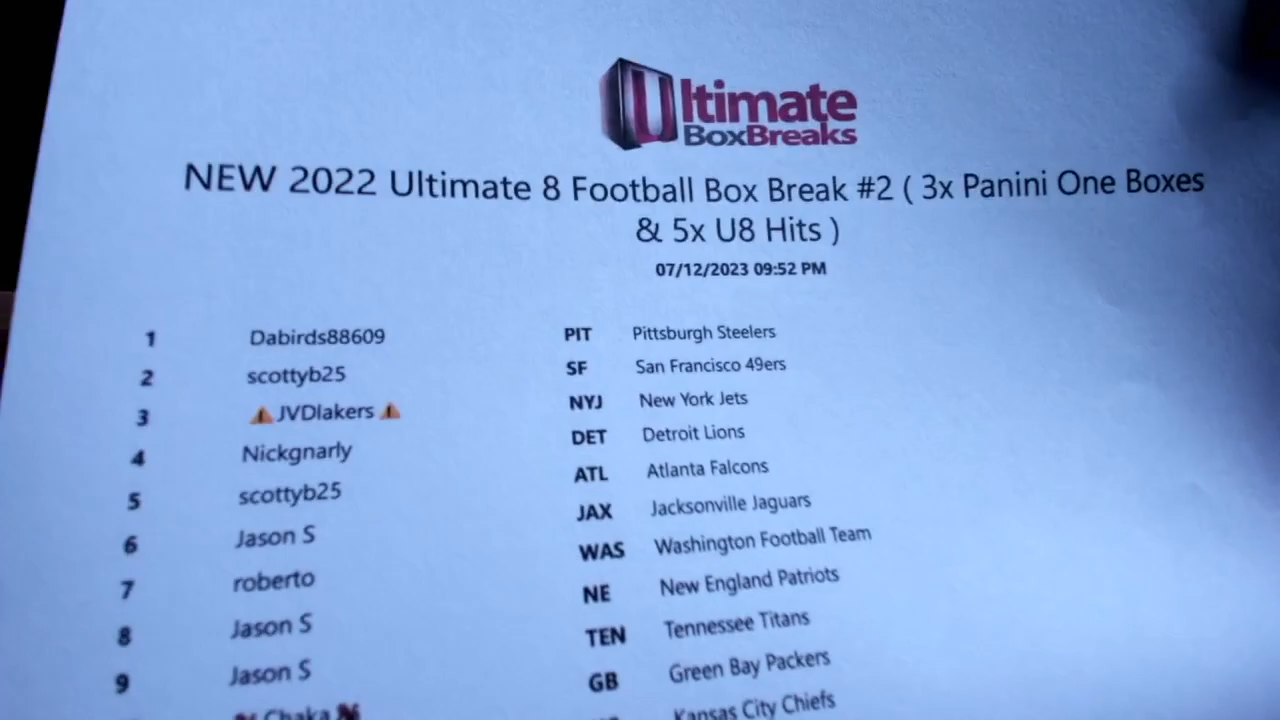 Ultimate
BoxBreaks
NEW 2022 Ultimate 8 Football Box Break #2 ( 3x Panini One Boxes
& 5x U8 Hits )
07/12/2023 09:52 PM
1 Dabirds88609 PIT Pittsburgh Steelers
2 scottyb25 SF San Francisco 49ers
3 ⚠JVDlakers⚠ NYJ New York Jets
4 Nickgnarly DET Detroit Lions
5 scottyb25 ATL Atlanta Falcons
6 Jason S JAX Jacksonville Jaguars
7 roberto WAS Washington Football Team
8 Jason S NE New England Patriots
9 Jason S TEN Tennessee Titans
Chaka GB Green Bay Packers
Kansas City Chiefs